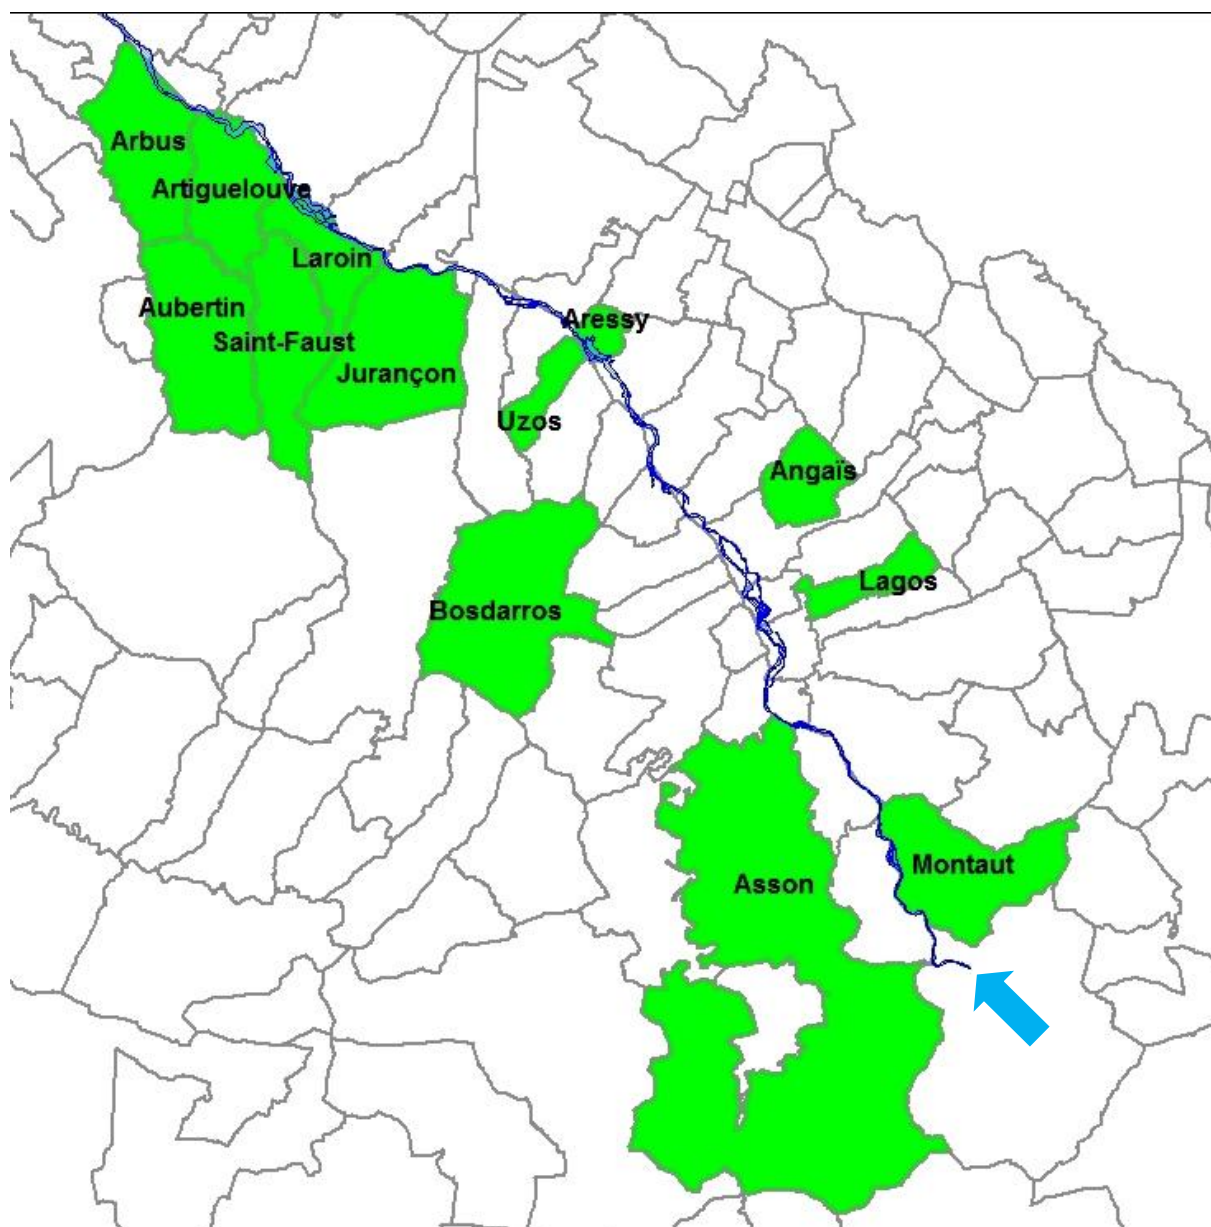 Arbus
Artiguelouve
Laroin
Aubertin
Saint-Faust
Jurançon
Aressy
Uzos
Angaïs
Lagos
Bosdarros
Montaut
Asson